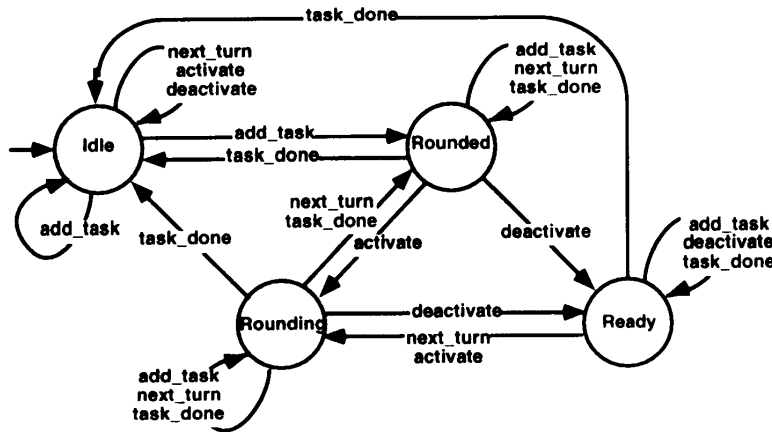 task_done
next_turn
activate
deactivate
add_task
next_turn
task_done
Idle
add_task
task_done
Rounded
add_task
next_turn
task_done
activate
task_done
deactivate
add_task
deactivate
task_done
Rounding
deactivate
next_turn
activate
Ready
add_task
next_turn
task_done